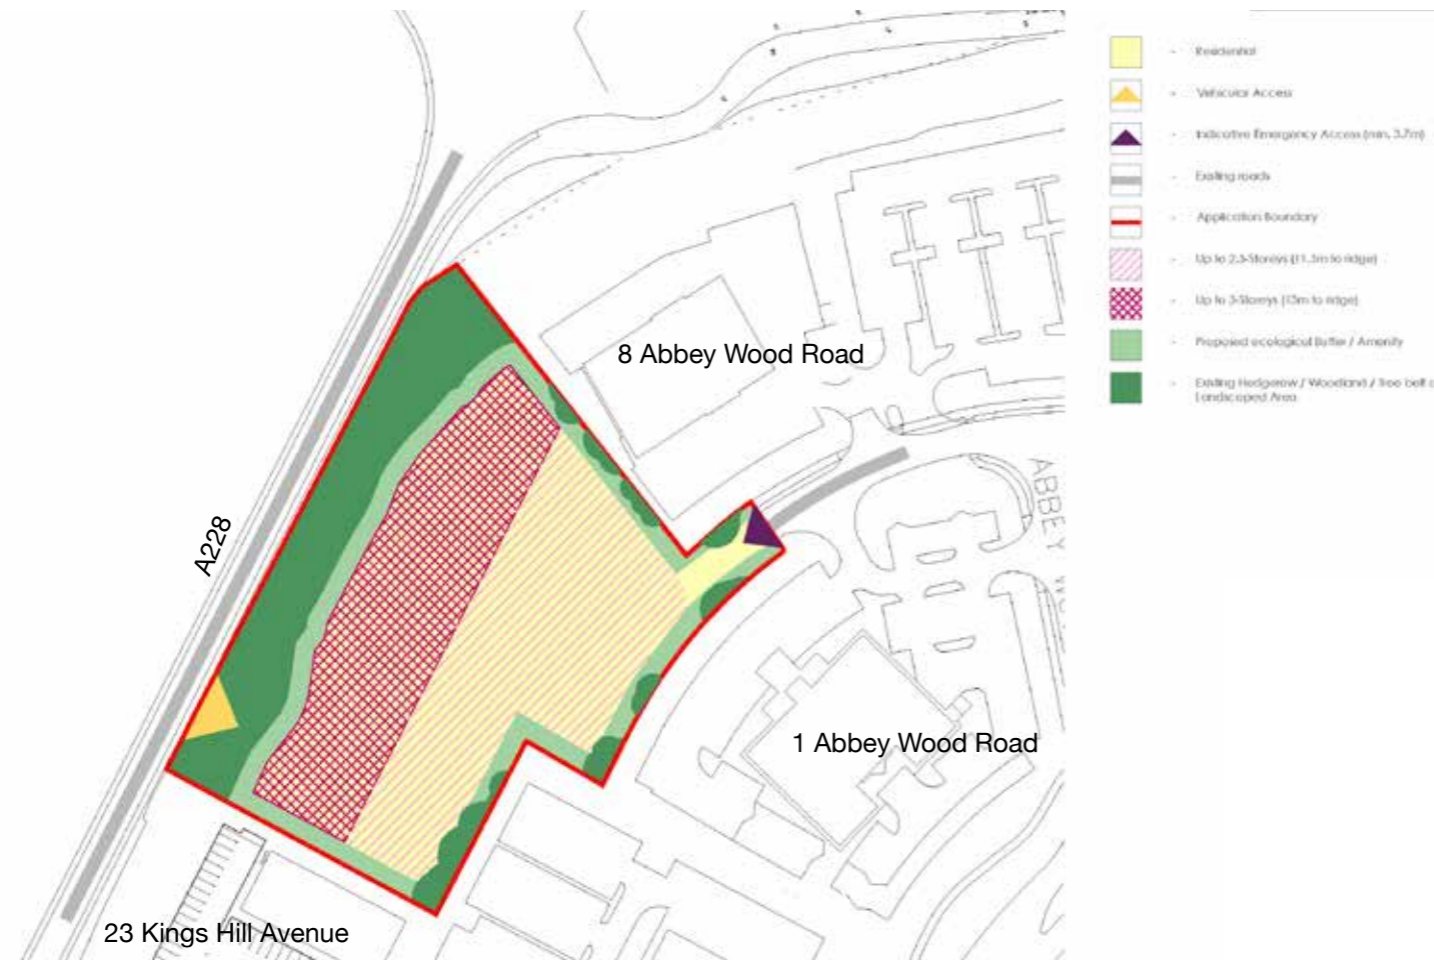 Residential
Vehicular Access
Indicative Emergency Access (min. 3.7m)
Existing roads
Application Boundary
Up to 2.5-Storeys (11.5m to ridge)
Up to 3-Storeys (13m to ridge)
Proposed ecological Buffer / Amenity
Existing Hedgerow / Woodland / Tree belt
Landscaped Area
8 Abbey Wood Road
A228
ABBEY
1 Abbey Wood Road
23 Kings Hill Avenue